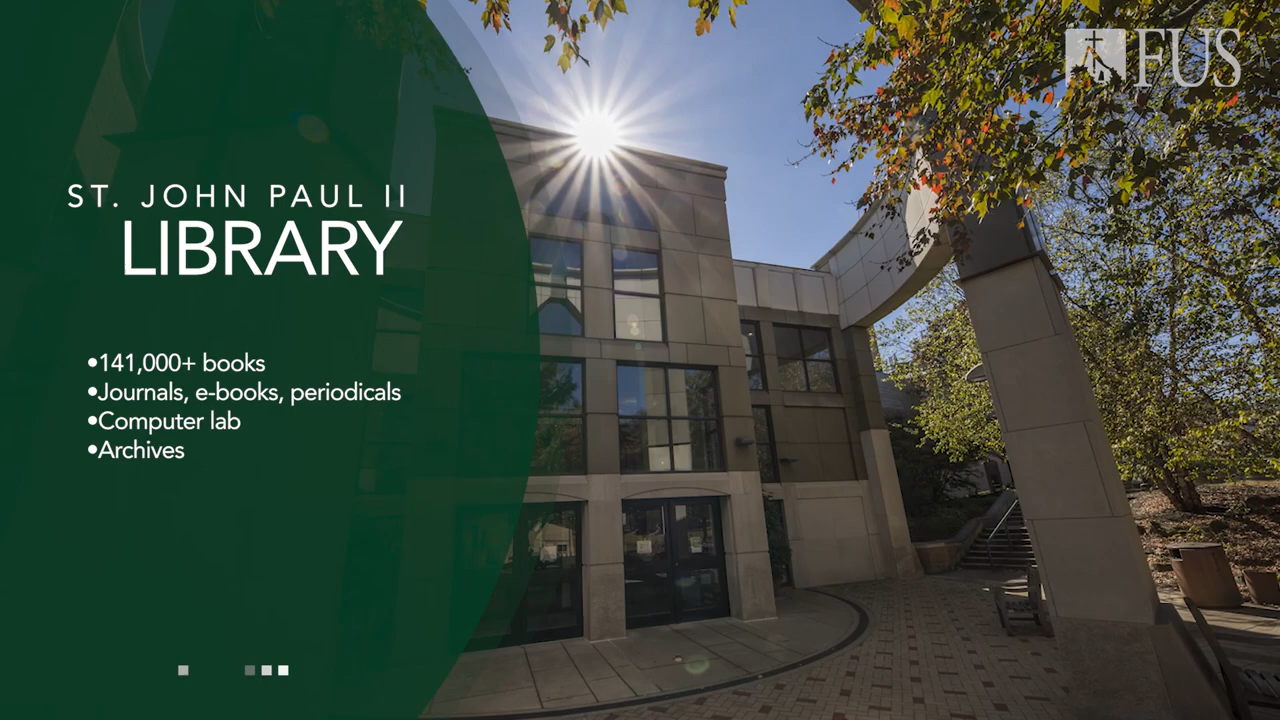 FUS
ST. JOHN PAUL II
LIBRARY
•141,000+ books
•Journals, e-books, periodicals
•Computer lab
•Archives